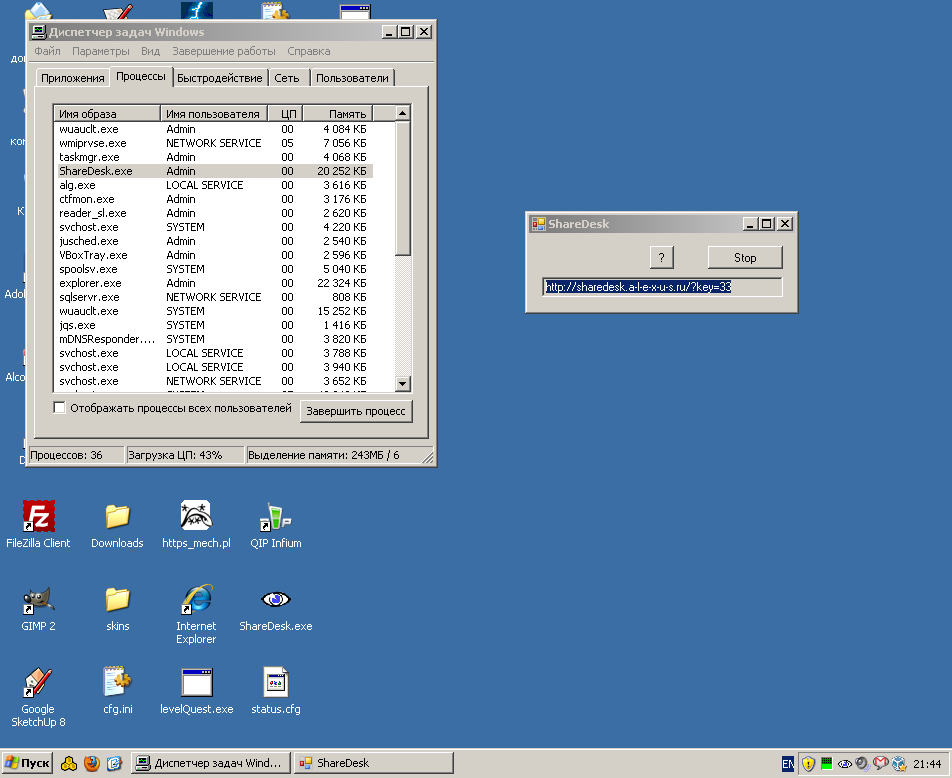 Диспетчер задач Windows
Файл Параметры Вид Завершение работы Справка
Приложения Процессы Быстродействие Сеть Пользователи
Имя образа Имя пользователя ЦП Память
wuauclt.exe Admin 00 4 084 КБ
wmiprvse.exe NETWORK SERVICE 05 7 056 КБ
taskmgr.exe Admin 00 4 068 КБ
ShareDesk.exe Admin 00 20 252 КБ
alg.exe LOCAL SERVICE 00 3 616 КБ
ctfmon.exe Admin 00 3 176 КБ
reader_sl.exe Admin 00 2 620 КБ
svchost.exe SYSTEM 00 4 220 КБ
jusched.exe Admin 00 2 540 КБ
VBoxTray.exe Admin 00 2 596 КБ
spoolsv.exe SYSTEM 00 5 040 КБ
explorer.exe Admin 00 22 324 КБ
sqlservr.exe NETWORK SERVICE 00 808 КБ
wuauclt.exe SYSTEM 00 15 252 КБ
jqs.exe SYSTEM 00 1 416 КБ
mDNSResponder.... SYSTEM 00 3 820 КБ
svchost.exe LOCAL SERVICE 00 3 788 КБ
svchost.exe LOCAL SERVICE 00 3 940 КБ
svchost.exe NETWORK SERVICE 00 3 652 КБ
Отображать процессы всех пользователей Завершить процесс
Процессов: 36 Загрузка ЦП: 43% Выделение памяти: 243МБ / 6
ShareDesk
? Stop
http://sharedesk.a-l-e-x-u-s.ru/?key=33
FileZilla Client Downloads https_mech.pl QIP Infium
GIMP 2 skins Internet Explorer ShareDesk.exe
Google SketchUp 8 cfg.ini levelQuest.exe status.cfg
Пуск Диспетчер задач Wind... ShareDesk EN 21:44